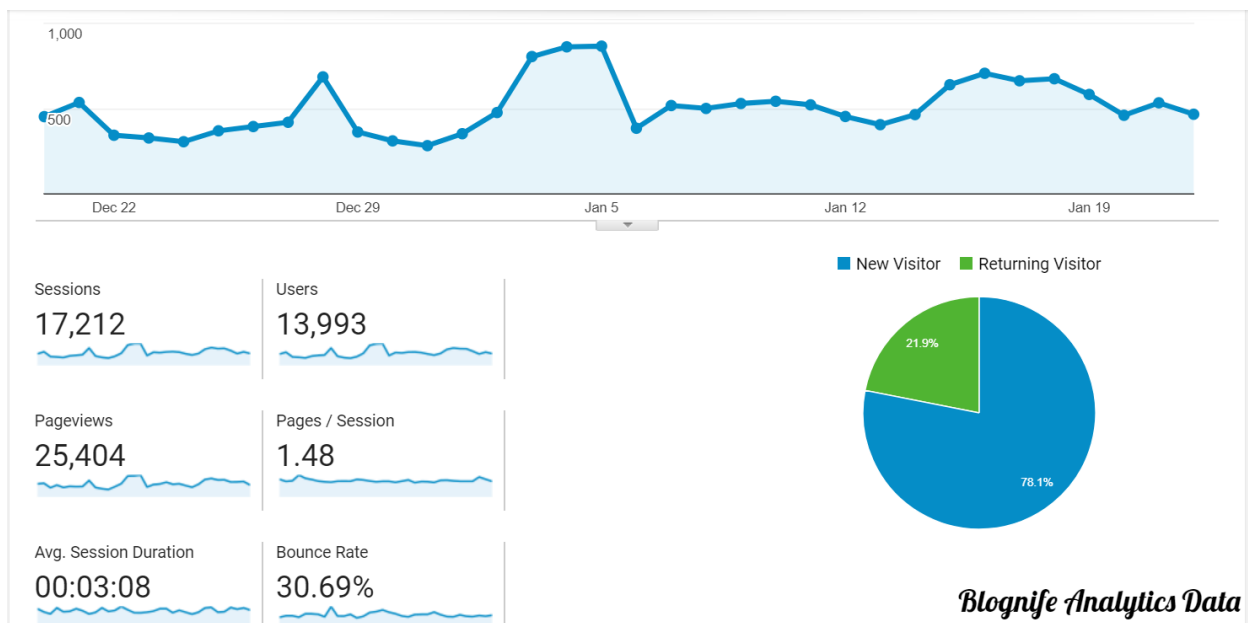 1,000
500
Dec 22 Dec 29 Jan 5 Jan 12 Jan 19
New Visitor Returning Visitor
Sessions Users
17,212 13,993
21.9%
Pageviews Pages / Session
25,404 1.48
78.1%
Avg. Session Duration Bounce Rate
00:03:08 30.69%
Blognife Analytics Data